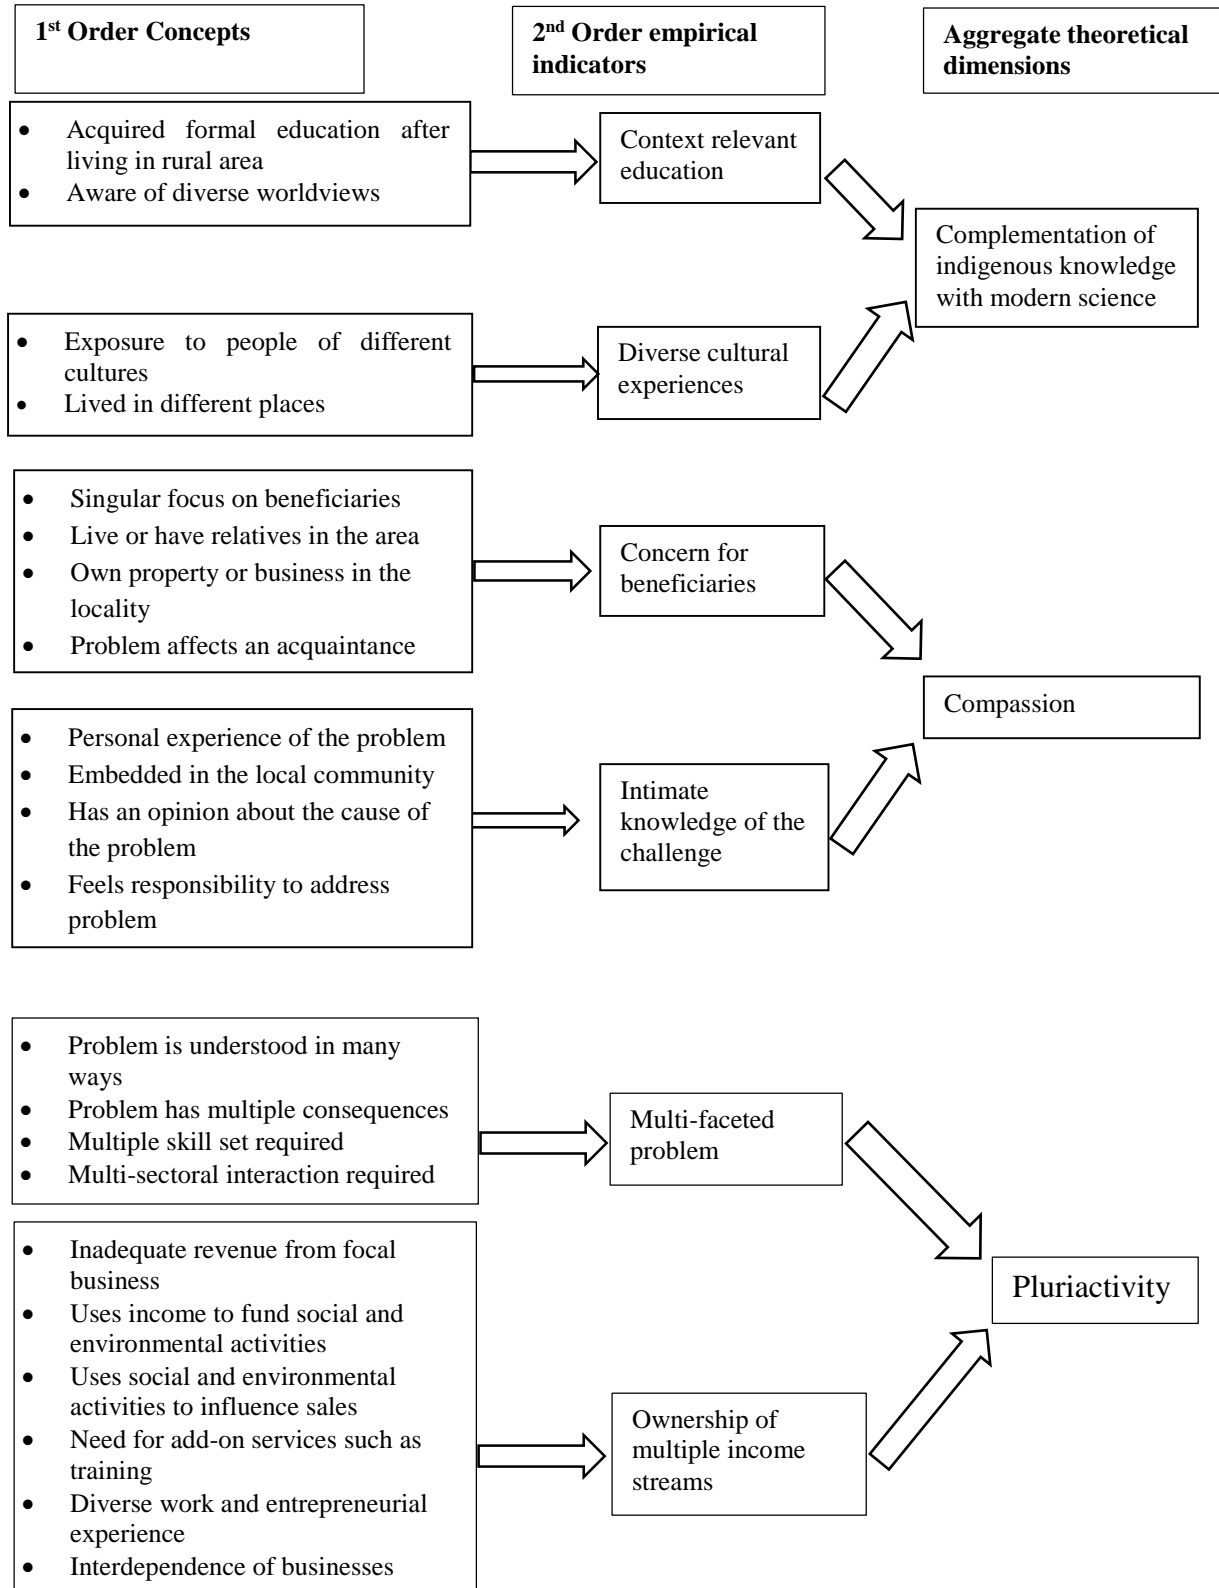 1st Order Concepts
2nd Order empirical
indicators
Aggregate theoretical
dimensions
• Acquired formal education after
living in rural area
• Aware of diverse worldviews
Context relevant
education
Complementation of
indigenous knowledge
with modern science
• Exposure to people of different
cultures
• Lived in different places
Diverse cultural
experiences
• Singular focus on beneficiaries
• Live or have relatives in the area
• Own property or business in the
locality
• Problem affects an acquaintance
Concern for
beneficiaries
Compassion
• Personal experience of the problem
• Embedded in the local community
• Has an opinion about the cause of
the problem
• Feels responsibility to address
problem
Intimate
knowledge of the
challenge
• Problem is understood in many
ways
• Problem has multiple consequences
• Multiple skill set required
• Multi-sectoral interaction required
Multi-faceted
problem
Pluriactivity
• Inadequate revenue from focal
business
• Uses income to fund social and
environmental activities
• Uses social and environmental
activities to influence sales
• Need for add-on services such as
training
• Diverse work and entrepreneurial
experience
• Interdependence of businesses
Ownership of
multiple income
streams